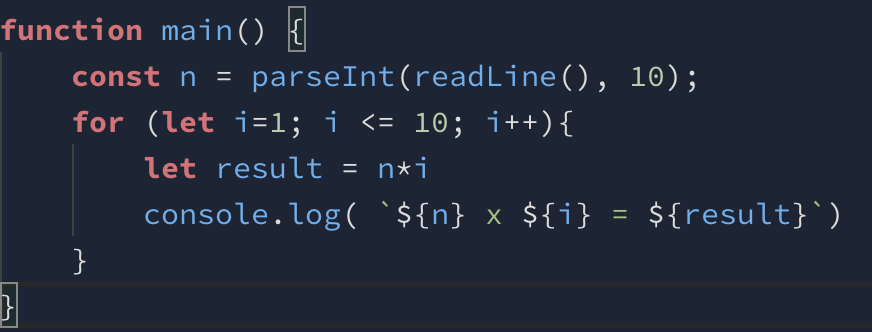 function main() {
    const n = parseInt(readLine(), 10);
    for (let i=1; i <= 10; i++){
        let result = n*i
        console.log( `${n} x ${i} = ${result}`)
    }
}